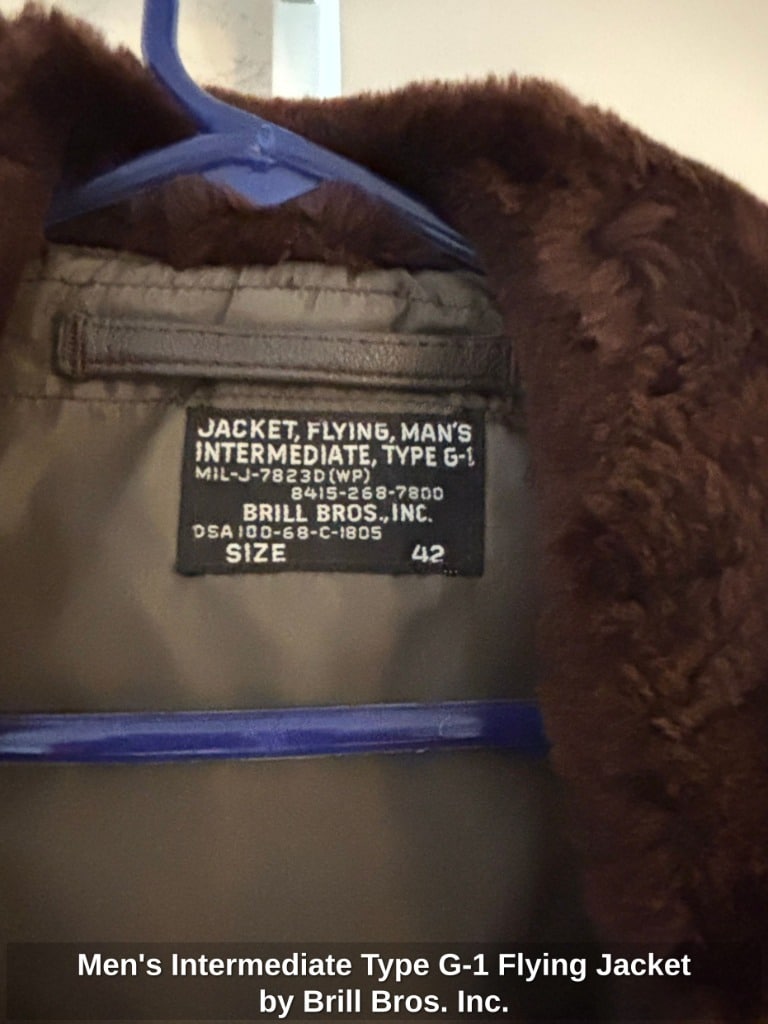 JACKET, FLYING, MAN'S
INTERMEDIATE, TYPE G-1
MIL-J-7823D(WP)
8415-268-7800
BRILL BROS.,INC.
DSA100-68-C-1805
SIZE 42
Men's Intermediate Type G-1 Flying Jacket
by Brill Bros. Inc.